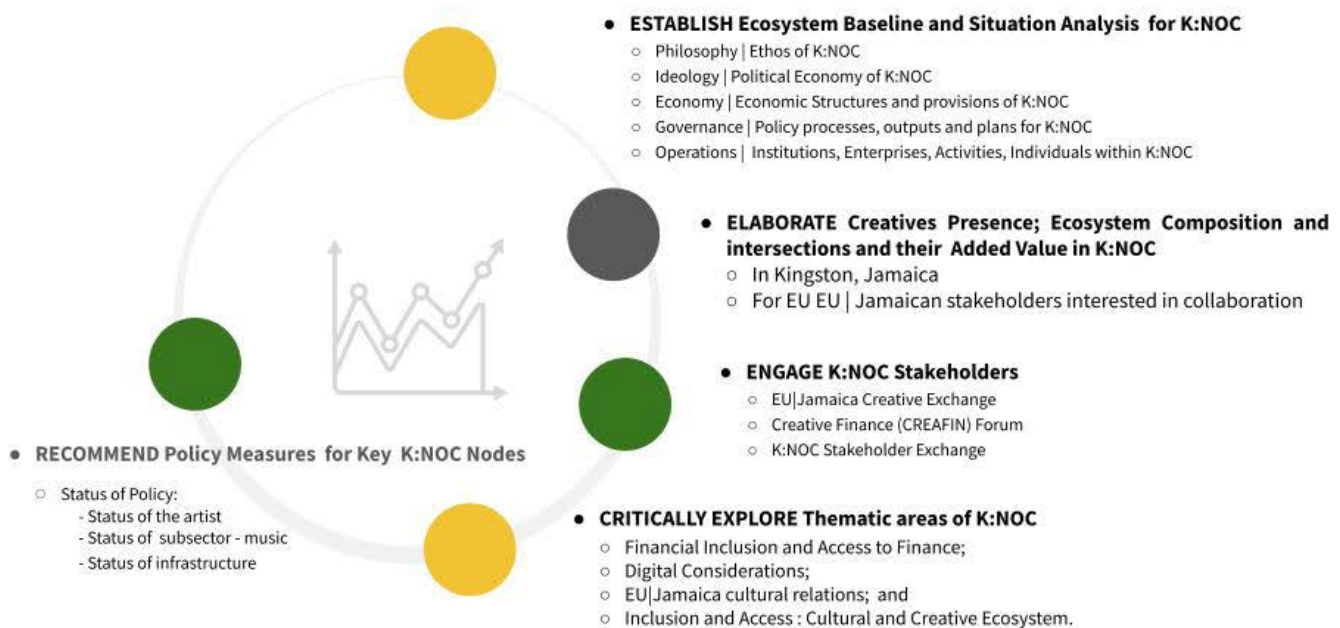 ● ESTABLISH Ecosystem Baseline and Situation Analysis for K:NOC
○ Philosophy | Ethos of K:NOC
○ Ideology | Political Economy of K:NOC
○ Economy | Economic Structures and provisions of K:NOC
○ Governance | Policy processes, outputs and plans for K:NOC
○ Operations | Institutions, Enterprises, Activities, Individuals within K:NOC
● ELABORATE Creatives Presence; Ecosystem Composition and
intersections and their Added Value in K:NOC
○ In Kingston, Jamaica
○ For EU EU | Jamaican stakeholders interested in collaboration
● ENGAGE K:NOC Stakeholders
○ EU|Jamaica Creative Exchange
○ Creative Finance (CREAFIN) Forum
○ K:NOC Stakeholder Exchange
● CRITICALLY EXPLORE Thematic areas of K:NOC
○ Financial Inclusion and Access to Finance;
○ Digital Considerations;
○ EU|Jamaica cultural relations; and
○ Inclusion and Access : Cultural and Creative Ecosystem.
● RECOMMEND Policy Measures for Key K:NOC Nodes
○ Status of Policy:
- Status of the artist
- Status of subsector - music
- Status of infrastructure